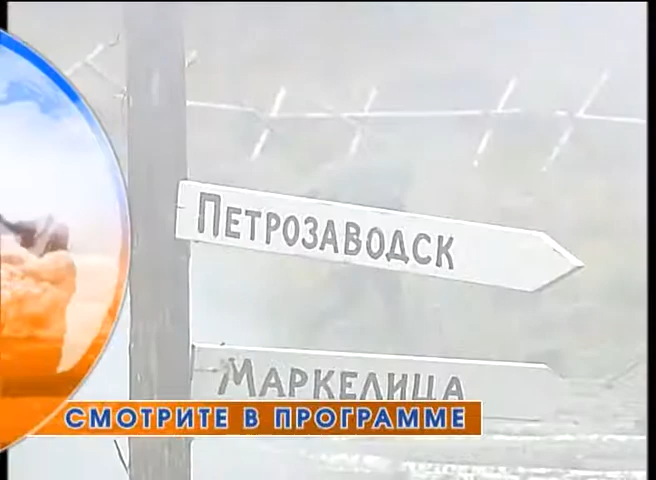 ПЕТРОЗАВОДСК
МАРКЕЛИЦА
СМОТРИТЕ В ПРОГРАММЕ